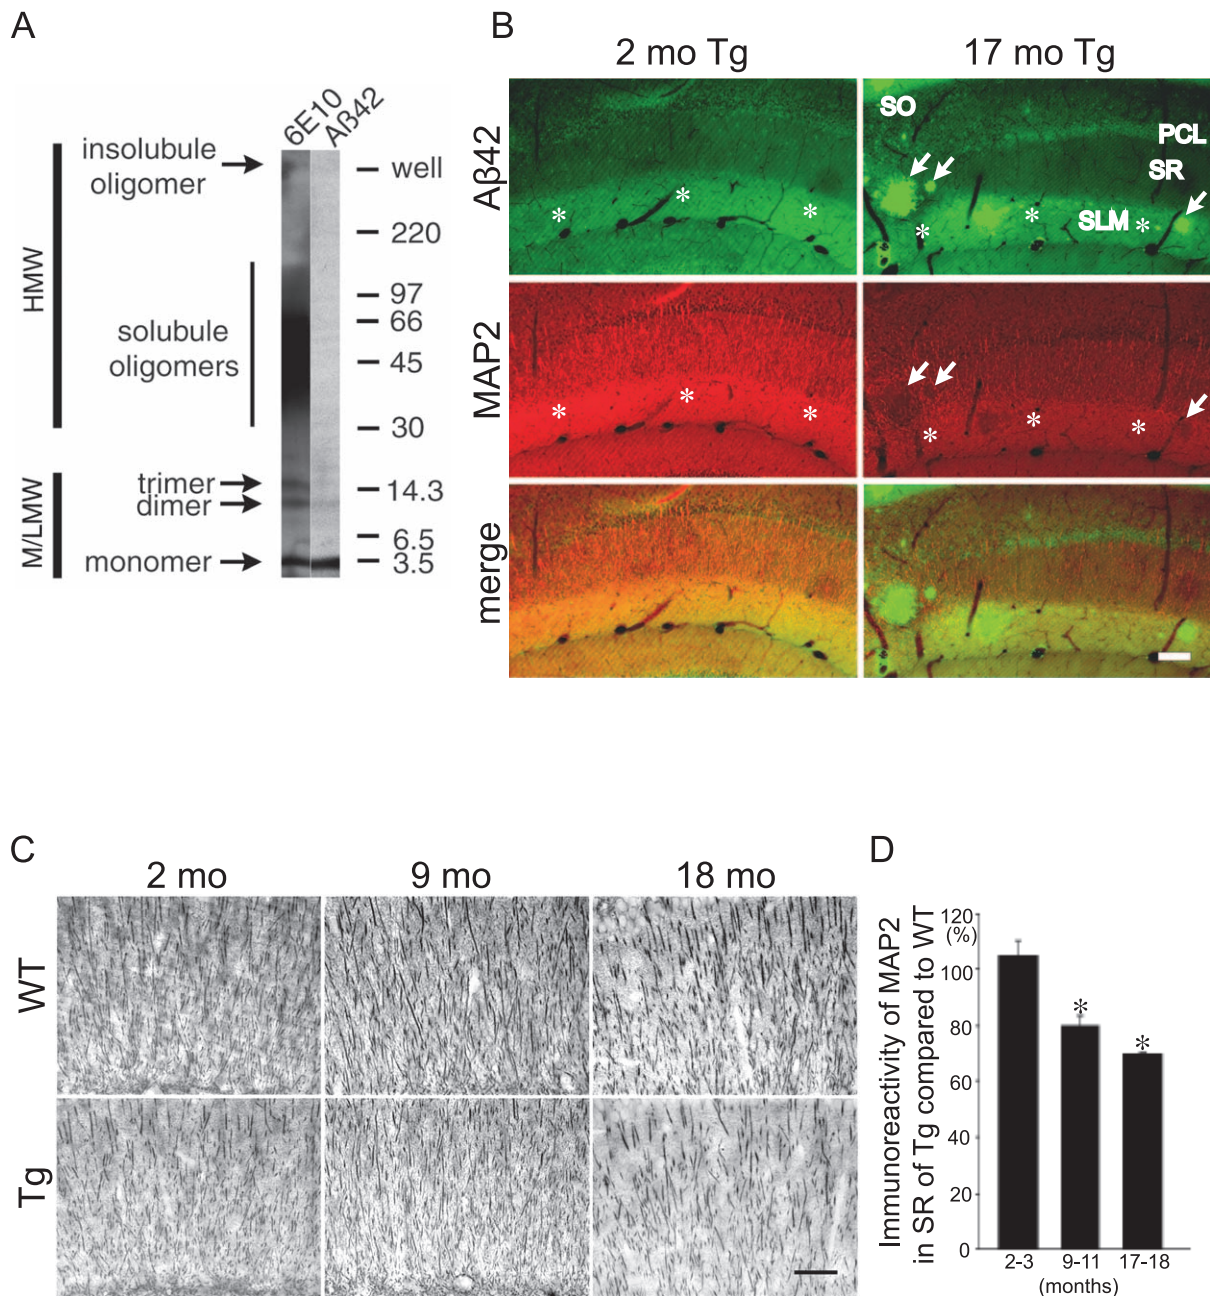 A
6E10
Aß42
insolubule
oligomer
well
220
HMW
97
66
solubule
oligomers
45
30
trimer
dimer
14.3
M/LMW
6.5
monomer
3.5
B
2 mo Tg
17 mo Tg
Aβ42
SO
PCL
SR
*
*
*
*
*
SLM
*
MAP2
*
*
*
*
*
*
merge
C
2 mo
9 mo
18 mo
WT
Tg
D
Immunoreactivity of MAP2
in SR of Tg compared to WT
120
(%)
100
80
60
40
20
0
*
*
2-3
9-11
17-18
(months)